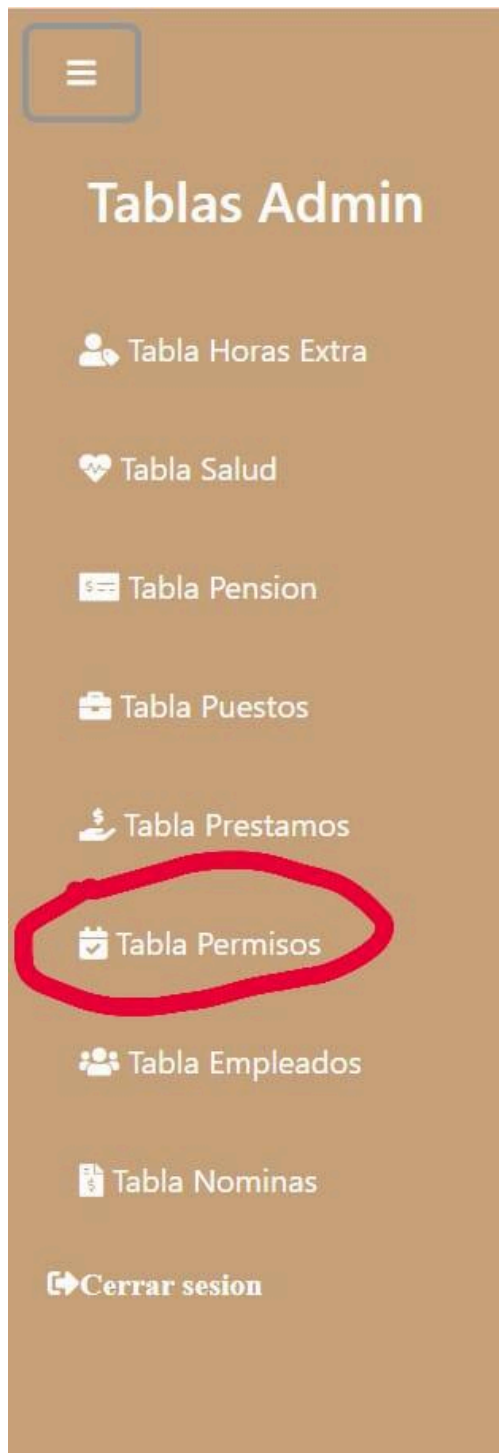 Tablas Admin
Tabla Horas Extra
Tabla Salud
Tabla Pension
Tabla Puestos
Tabla Prestamos
Tabla Permisos
Tabla Empleados
Tabla Nominas
Cerrar sesion